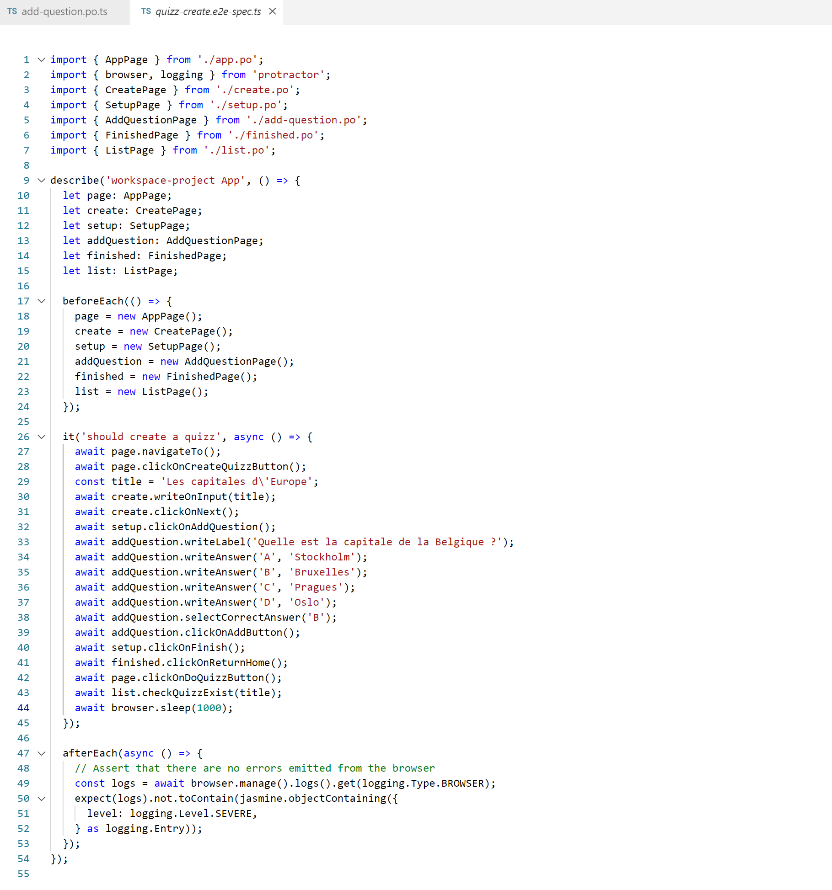 TS add-question.po.ts TS quizz-create.e2e-spec.ts ×
1 import { AppPage } from './app.po';
2 import { browser, logging } from 'protractor';
3 import { CreatePage } from './create.po';
4 import { SetupPage } from './setup.po';
5 import { AddQuestionPage } from './add-question.po';
6 import { FinishedPage } from './finished.po';
7 import { ListPage } from './list.po';
8
9 describe('workspace-project App', () => {
10   let page: AppPage;
11   let create: CreatePage;
12   let setup: SetupPage;
13   let addQuestion: AddQuestionPage;
14   let finished: FinishedPage;
15   let list: ListPage;
16
17   beforeEach(() => {
18     page = new AppPage();
19     create = new CreatePage();
20     setup = new SetupPage();
21     addQuestion = new AddQuestionPage();
22     finished = new FinishedPage();
23     list = new ListPage();
24   });
25
26   it('should create a quizz', async () => {
27     await page.navigateTo();
28     await page.clickOnCreateQuizzButton();
29     const title = 'Les capitales d\'Europe';
30     await create.writeOnInput(title);
31     await create.clickOnNext();
32     await setup.clickOnAddQuestion();
33     await addQuestion.writeLabel('Quelle est la capitale de la Belgique ?');
34     await addQuestion.writeAnswer('A', 'Stockholm');
35     await addQuestion.writeAnswer('B', 'Bruxelles');
36     await addQuestion.writeAnswer('C', 'Pragues');
37     await addQuestion.writeAnswer('D', 'Oslo');
38     await addQuestion.selectCorrectAnswer('B');
39     await addQuestion.clickOnAddButton();
40     await setup.clickOnFinish();
41     await finished.clickOnReturnHome();
42     await page.clickOnDoQuizzButton();
43     await list.checkQuizzExist(title);
44     await browser.sleep(1000);
45   });
46
47   afterEach(async () => {
48     // Assert that there are no errors emitted from the browser
49     const logs = await browser.manage().logs().get(logging.Type.BROWSER);
50     expect(logs).not.toContain(jasmine.objectContaining({
51       level: logging.Level.SEVERE,
52     } as logging.Entry));
53   });
54 });
55